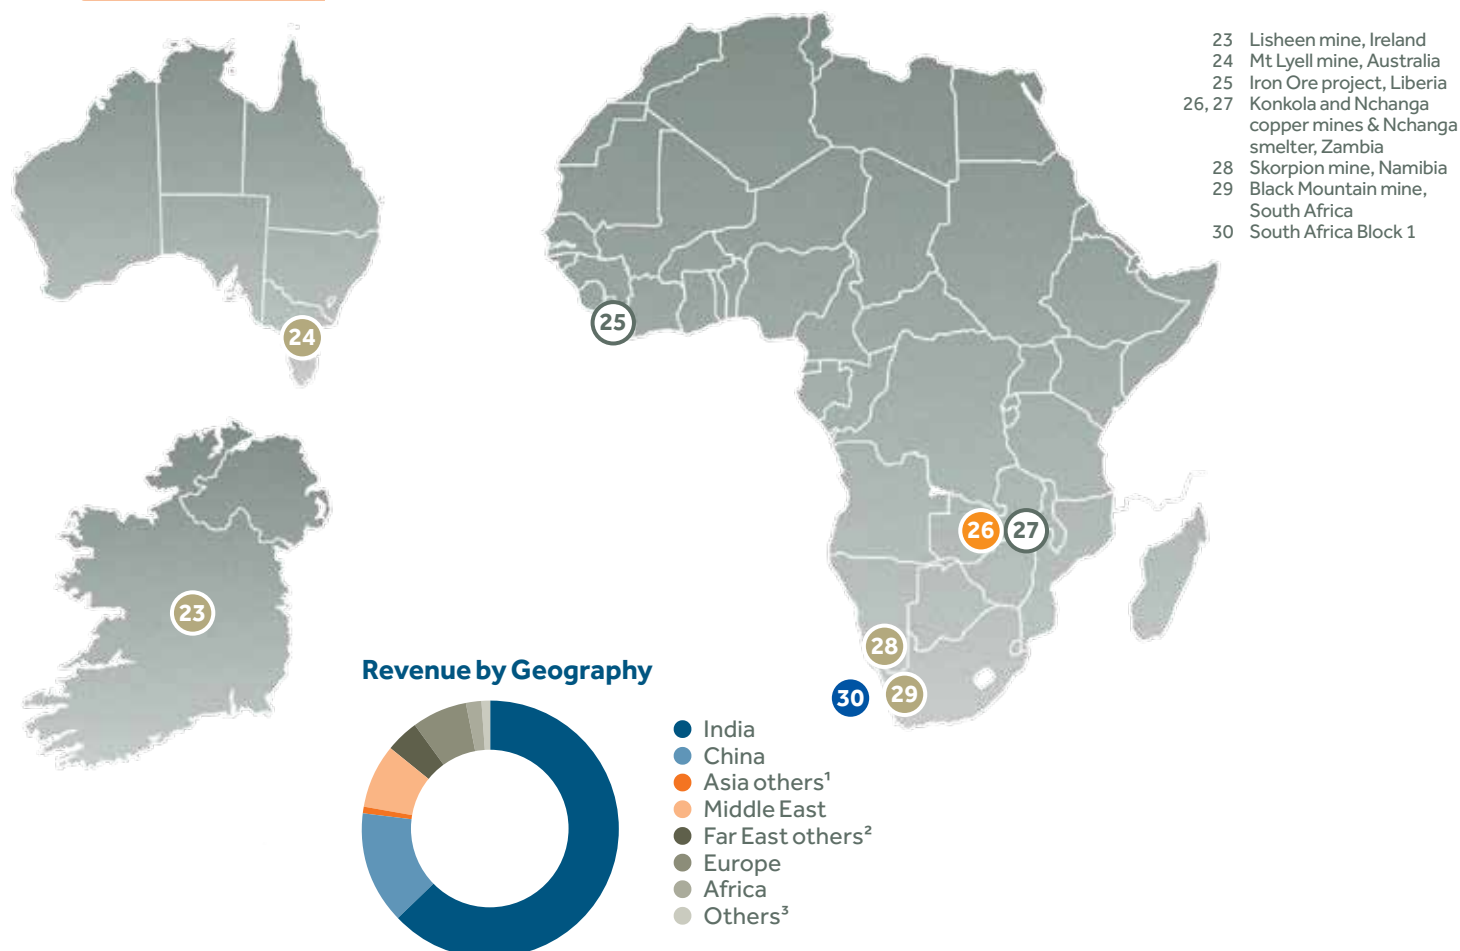 23 Lisheen mine, Ireland
24 Mt Lyell mine, Australia
25 Iron Ore project, Liberia
26, 27 Konkola and Nchanga
copper mines & Nchanga
smelter, Zambia
28 Skorpion mine, Namibia
29 Black Mountain mine,
South Africa
30 South Africa Block 1
24
25
26
27
23
28
29
30
Revenue by Geography
India
China
Asia others¹
Middle East
Far East others²
Europe
Africa
Others³